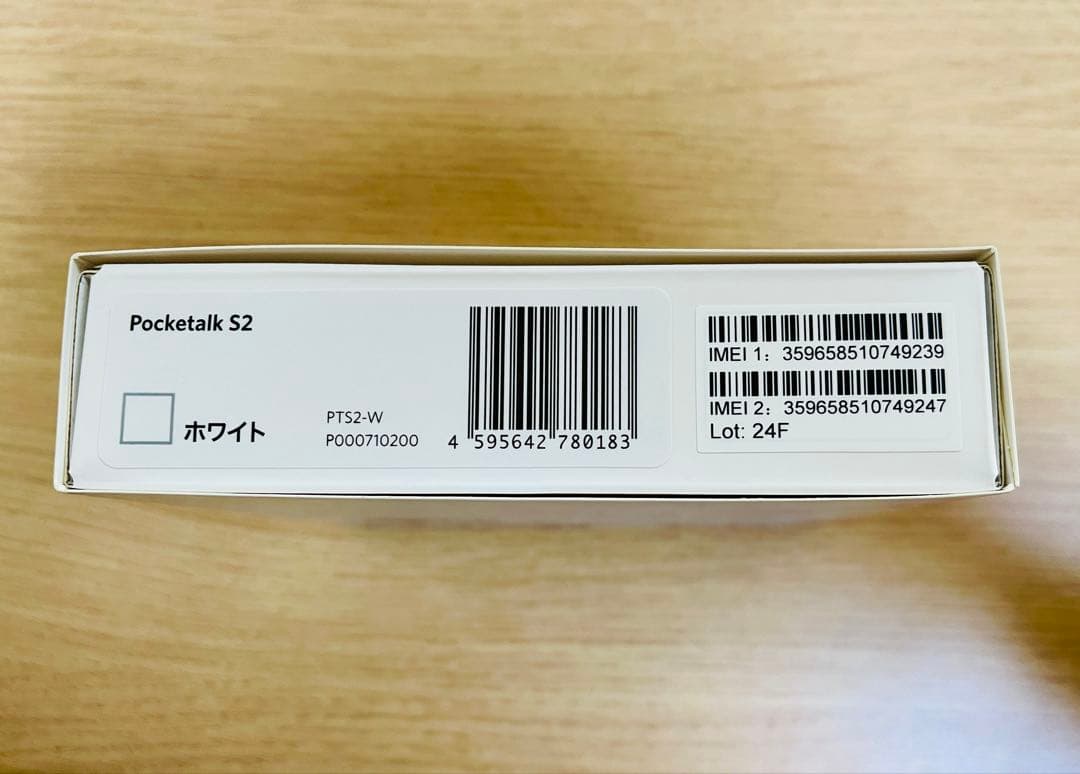 Pocketalk S2
ホワイト
PTS2-W
P000710200
4 595642 780183
IMEI 1: 359658510749239
IMEI 2: 359658510749247
Lot: 24F